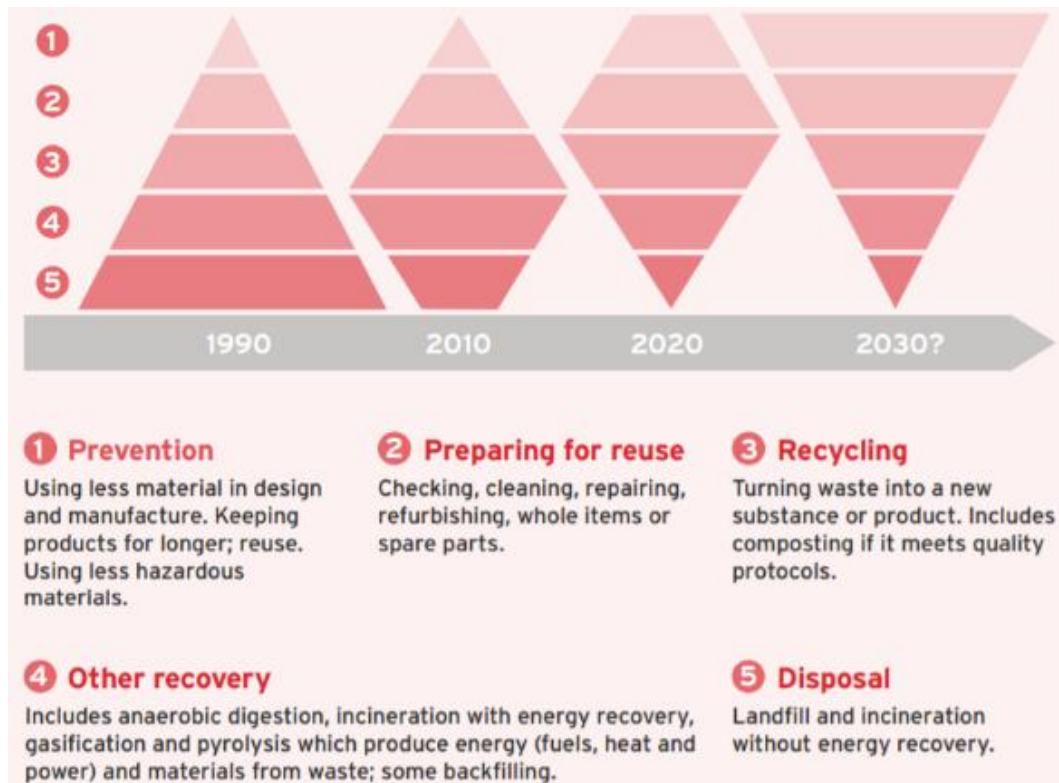 1
2
3
4
5
1990 2010 2020 2030?
1 Prevention
Using less material in design
and manufacture. Keeping
products for longer; reuse.
Using less hazardous
materials.
2 Preparing for reuse
Checking, cleaning, repairing,
refurbishing, whole items or
spare parts.
3 Recycling
Turning waste into a new
substance or product. Includes
composting if it meets quality
protocols.
4 Other recovery
Includes anaerobic digestion, incineration with energy recovery,
gasification and pyrolysis which produce energy (fuels, heat and
power) and materials from waste; some backfilling.
5 Disposal
Landfill and incineration
without energy recovery.